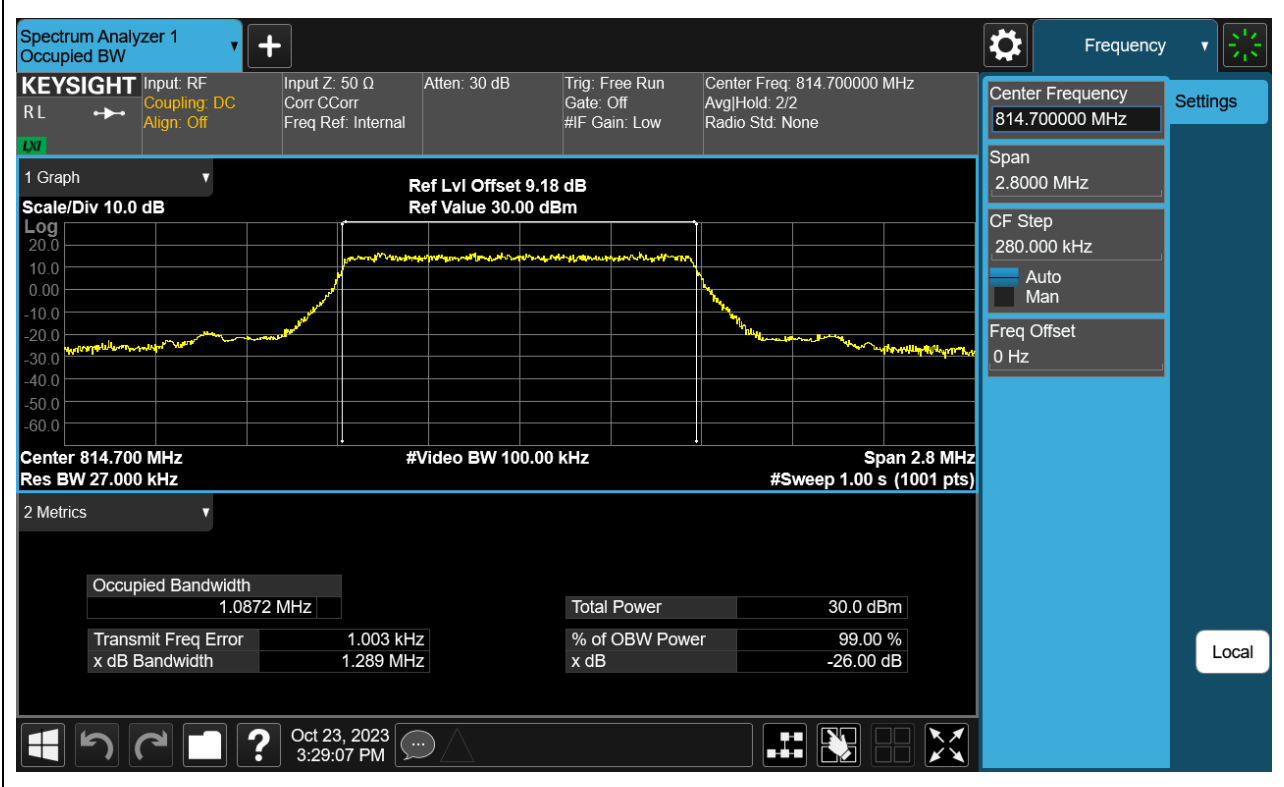 Spectrum Analyzer 1
Occupied BW
+
Frequency
KEYSIGHT
R L
LXI
Input: RF
Coupling: DC
Align: Off
Input Z: 50 Ω
Corr CCorr
Freq Ref: Internal
Atten: 30 dB
Trig: Free Run
Gate: Off
#IF Gain: Low
Center Freq: 814.700000 MHz
Avg|Hold: 2/2
Radio Std: None
Center Frequency
814.700000 MHz
Settings
Span
2.8000 MHz
CF Step
280.000 kHz
Auto
Man
Freq Offset
0 Hz
Local
1 Graph
Scale/Div 10.0 dB
Ref Lvl Offset 9.18 dB
Ref Value 30.00 dBm
Log
20.0
10.0
0.00
-10.0
-20.0
-30.0
-40.0
-50.0
-60.0
Center 814.700 MHz
#Video BW 100.00 kHz
Span 2.8 MHz
Res BW 27.000 kHz
#Sweep 1.00 s (1001 pts)
2 Metrics
Occupied Bandwidth
1.0872 MHz
Total Power 30.0 dBm
Transmit Freq Error 1.003 kHz
% of OBW Power 99.00 %
x dB Bandwidth 1.289 MHz
x dB -26.00 dB
?
Oct 23, 2023
3:29:07 PM